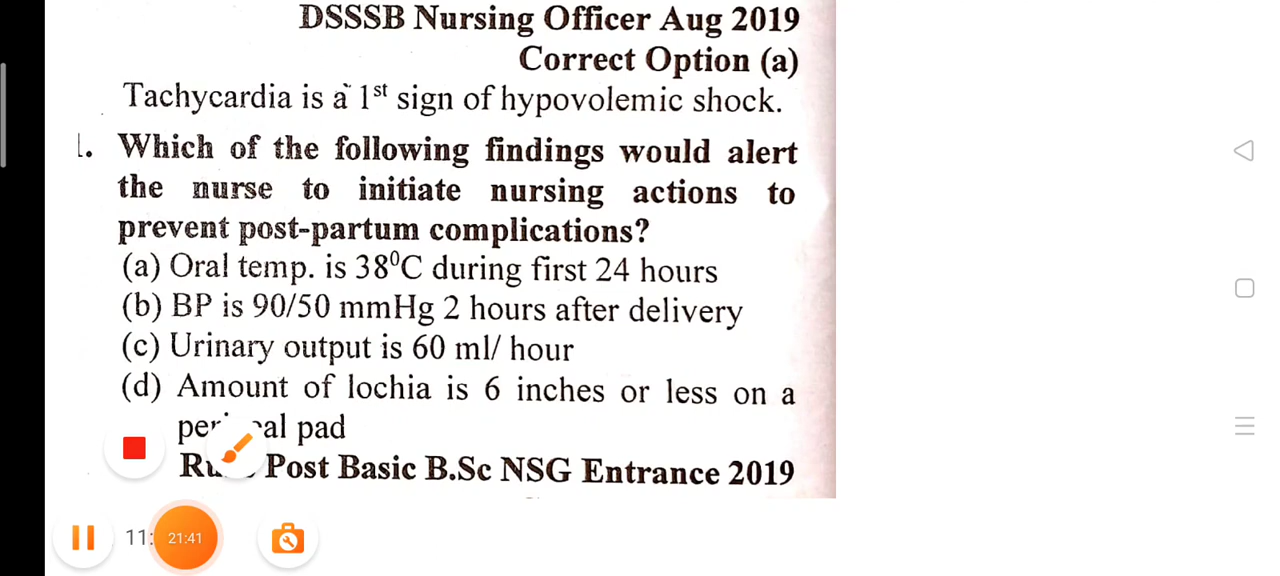 DSSSB Nursing Officer Aug 2019
Correct Option (a)
Tachycardia is a 1st sign of hypovolemic shock.
1. Which of the following findings would alert
the nurse to initiate nursing actions to
prevent post-partum complications?
(a) Oral temp. is 38⁰C during first 24 hours
(b) BP is 90/50 mmHg 2 hours after delivery
(c) Urinary output is 60 ml/ hour
(d) Amount of lochia is 6 inches or less on a
pad
Post Basic B.Sc NSG Entrance 2019
11:
21:41